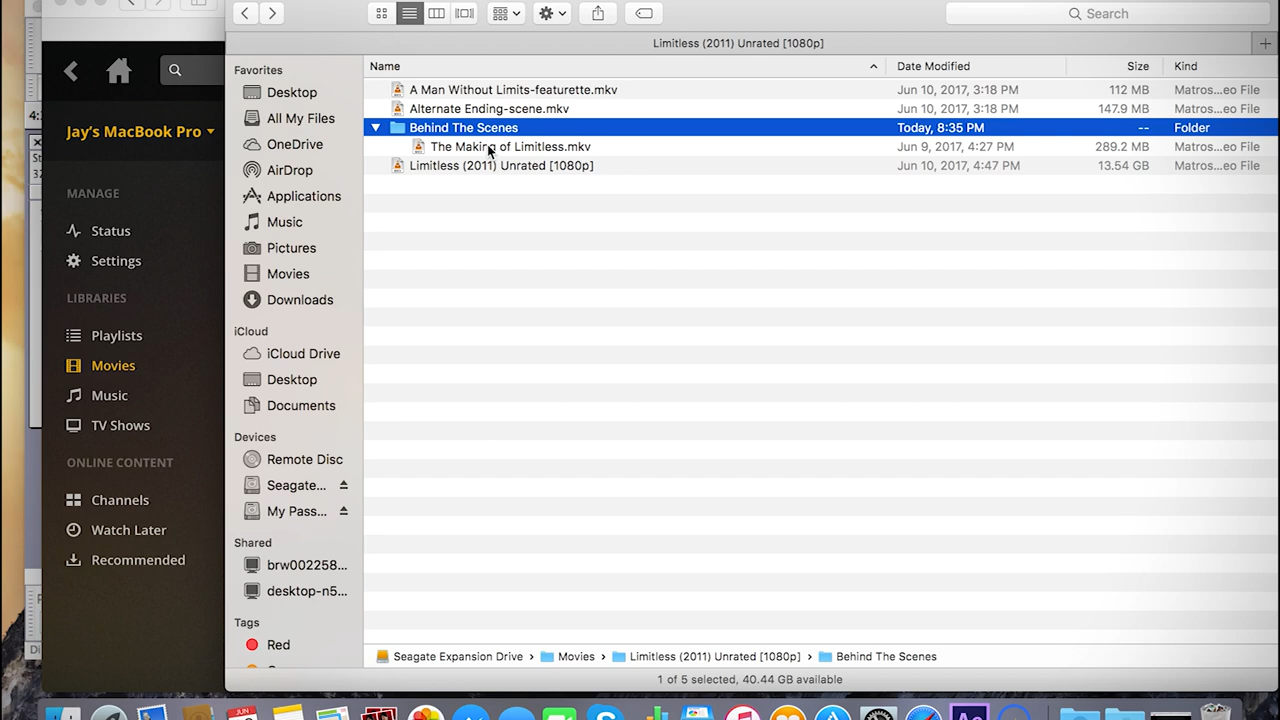 Search
Limitless (2011) Unrated [1080p]
Jay's MacBook Pro
MANAGE
Status
Settings
LIBRARIES
Playlists
Movies
Music
TV Shows
ONLINE CONTENT
Channels
Watch Later
Recommended
Favorites
Desktop
All My Files
OneDrive
AirDrop
Applications
Music
Pictures
Movies
Downloads
iCloud
iCloud Drive
Desktop
Documents
Devices
Remote Disc
Seagate...
My Pass...
Shared
brw002258...
desktop-n5...
Tags
Red
Name Date Modified Size Kind
A Man Without Limits-featurette.mkv Jun 10, 2017, 3:18 PM 112 MB Matros...eo File
Alternate Ending-scene.mkv Jun 10, 2017, 3:18 PM 147.9 MB Matros...eo File
Behind The Scenes Today, 8:35 PM -- Folder
The Making of Limitless.mkv Jun 9, 2017, 4:27 PM 289.2 MB Matros...eo File
Limitless (2011) Unrated [1080p] Jun 10, 2017, 4:47 PM 13.54 GB Matros...eo File
Seagate Expansion Drive › Movies › Limitless (2011) Unrated [1080p] › Behind The Scenes
1 of 5 selected, 40.44 GB available